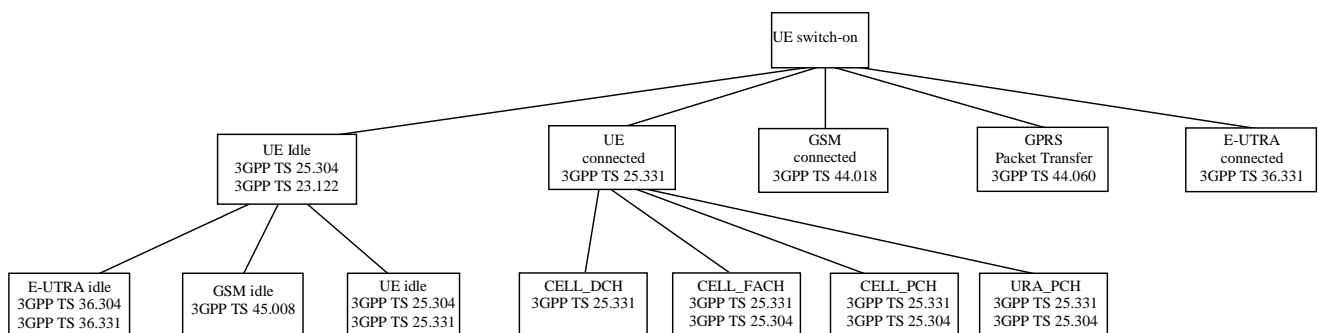 UE switch-on
UE Idle
3GPP TS 25.304
3GPP TS 23.122
UE
connected
3GPP TS 25.331
GSM
connected
3GPP TS 44.018
GPRS
Packet Transfer
3GPP TS 44.060
E-UTRA
connected
3GPP TS 36.331
E-UTRA idle
3GPP TS 36.304
3GPP TS 36.331
GSM idle
3GPP TS 45.008
UE idle
3GPP TS 25.304
3GPP TS 25.331
CELL_DCH
3GPP TS 25.331
CELL_FACH
3GPP TS 25.331
3GPP TS 25.304
CELL_PCH
3GPP TS 25.331
3GPP TS 25.304
URA_PCH
3GPP TS 25.331
3GPP TS 25.304